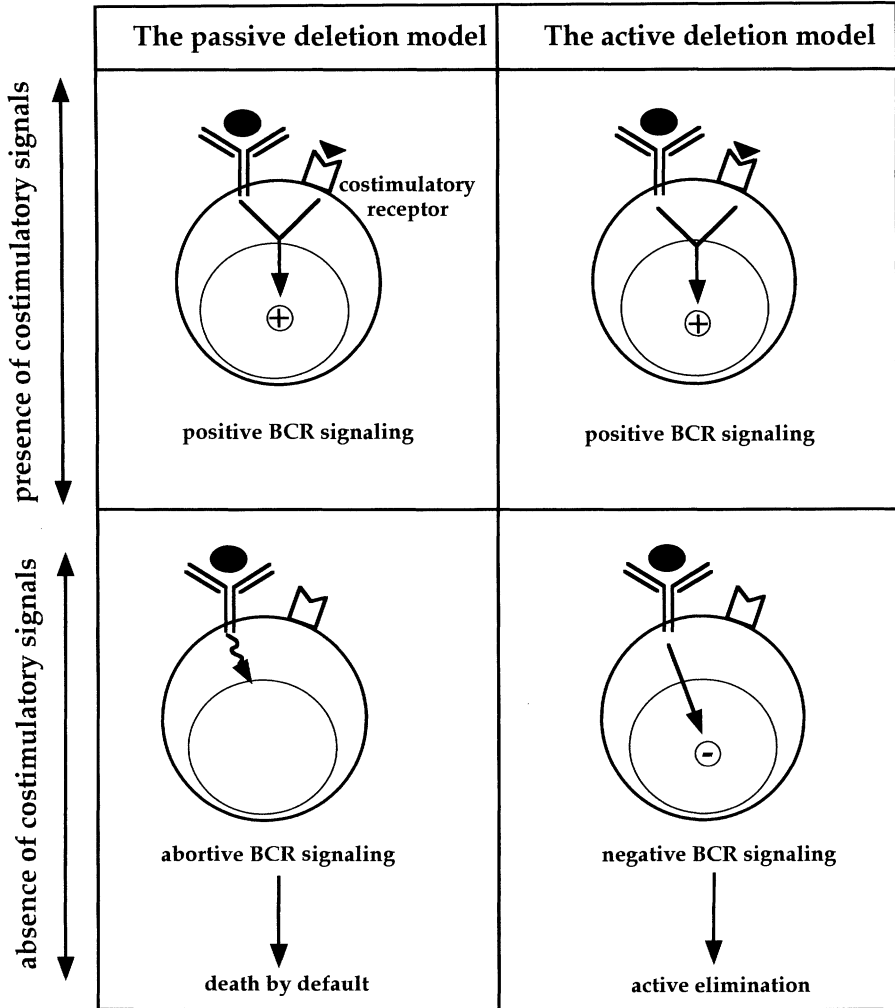 The passive deletion model
The active deletion model
presence of costimulatory signals
costimulatory
receptor
+
+
positive BCR signaling
positive BCR signaling
absence of costimulatory signals
-
abortive BCR signaling
negative BCR signaling
death by default
active elimination